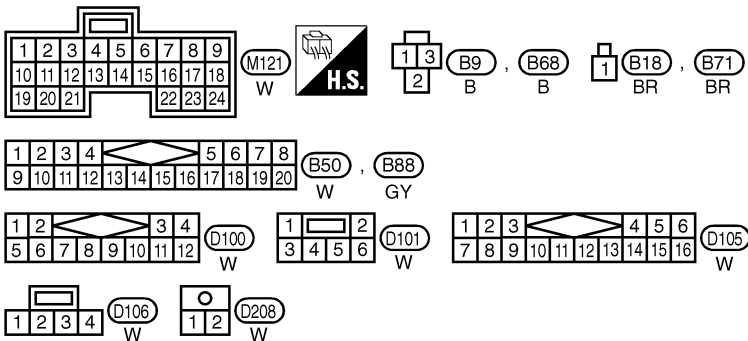 1 2 3 4 5 6 7 8 9
10 11 12 13 14 15 16 17 18
19 20 21 22 23 24
M121
W
H.S.
1 3
2
B9 , B68
B B
1
B18 , B71
BR BR
1 2 3 4 5 6 7 8
9 10 11 12 13 14 15 16 17 18 19 20
B50 , B88
W GY
1 2 3 4
5 6 7 8 9 10 11 12
D100
W
1 2
3 4 5 6
D101
W
1 2 3 4 5 6
7 8 9 10 11 12 13 14 15 16
D105
W
1 2 3 4
D106
W
1 2
D208
W